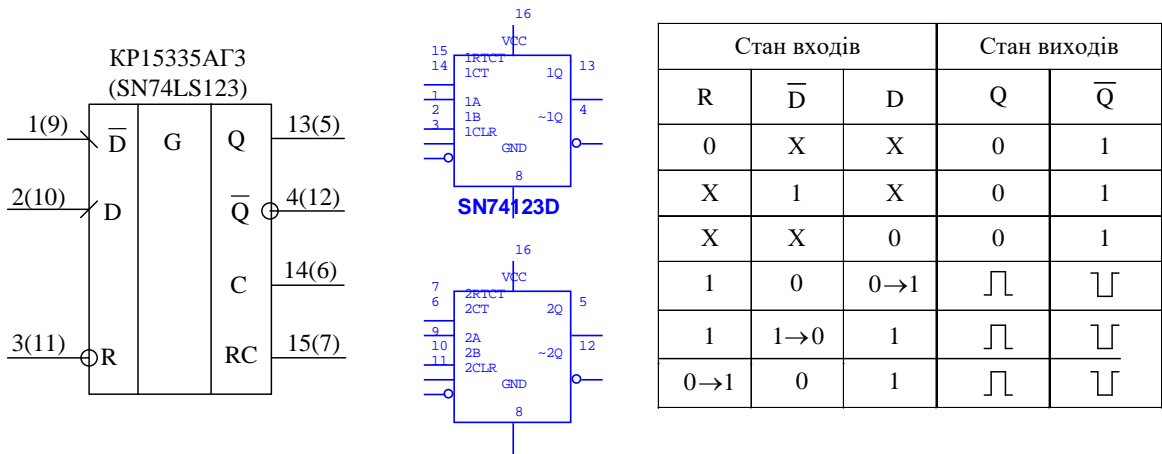 КР15335АГ3
(SN74LS123)
1(9)
D
G
Q
13(5)
2(10)
D
Q
4(12)
C
14(6)
3(11)
R
RC
15(7)
16
VCC
15
1RTCT
14
1CT
1Q
13
1
1A
2
1B
~1Q
4
3
1CLR
GND
8
SN74123D
16
VCC
7
2RTCT
6
2CT
2Q
5
9
2A
10
2B
~2Q
12
11
2CLR
GND
8
Стан входів Стан виходів
R D D Q Q
0 X X 0 1
X 1 X 0 1
X X 0 0 1
1 0 0→1
1 1→0 1
0→1 0 1